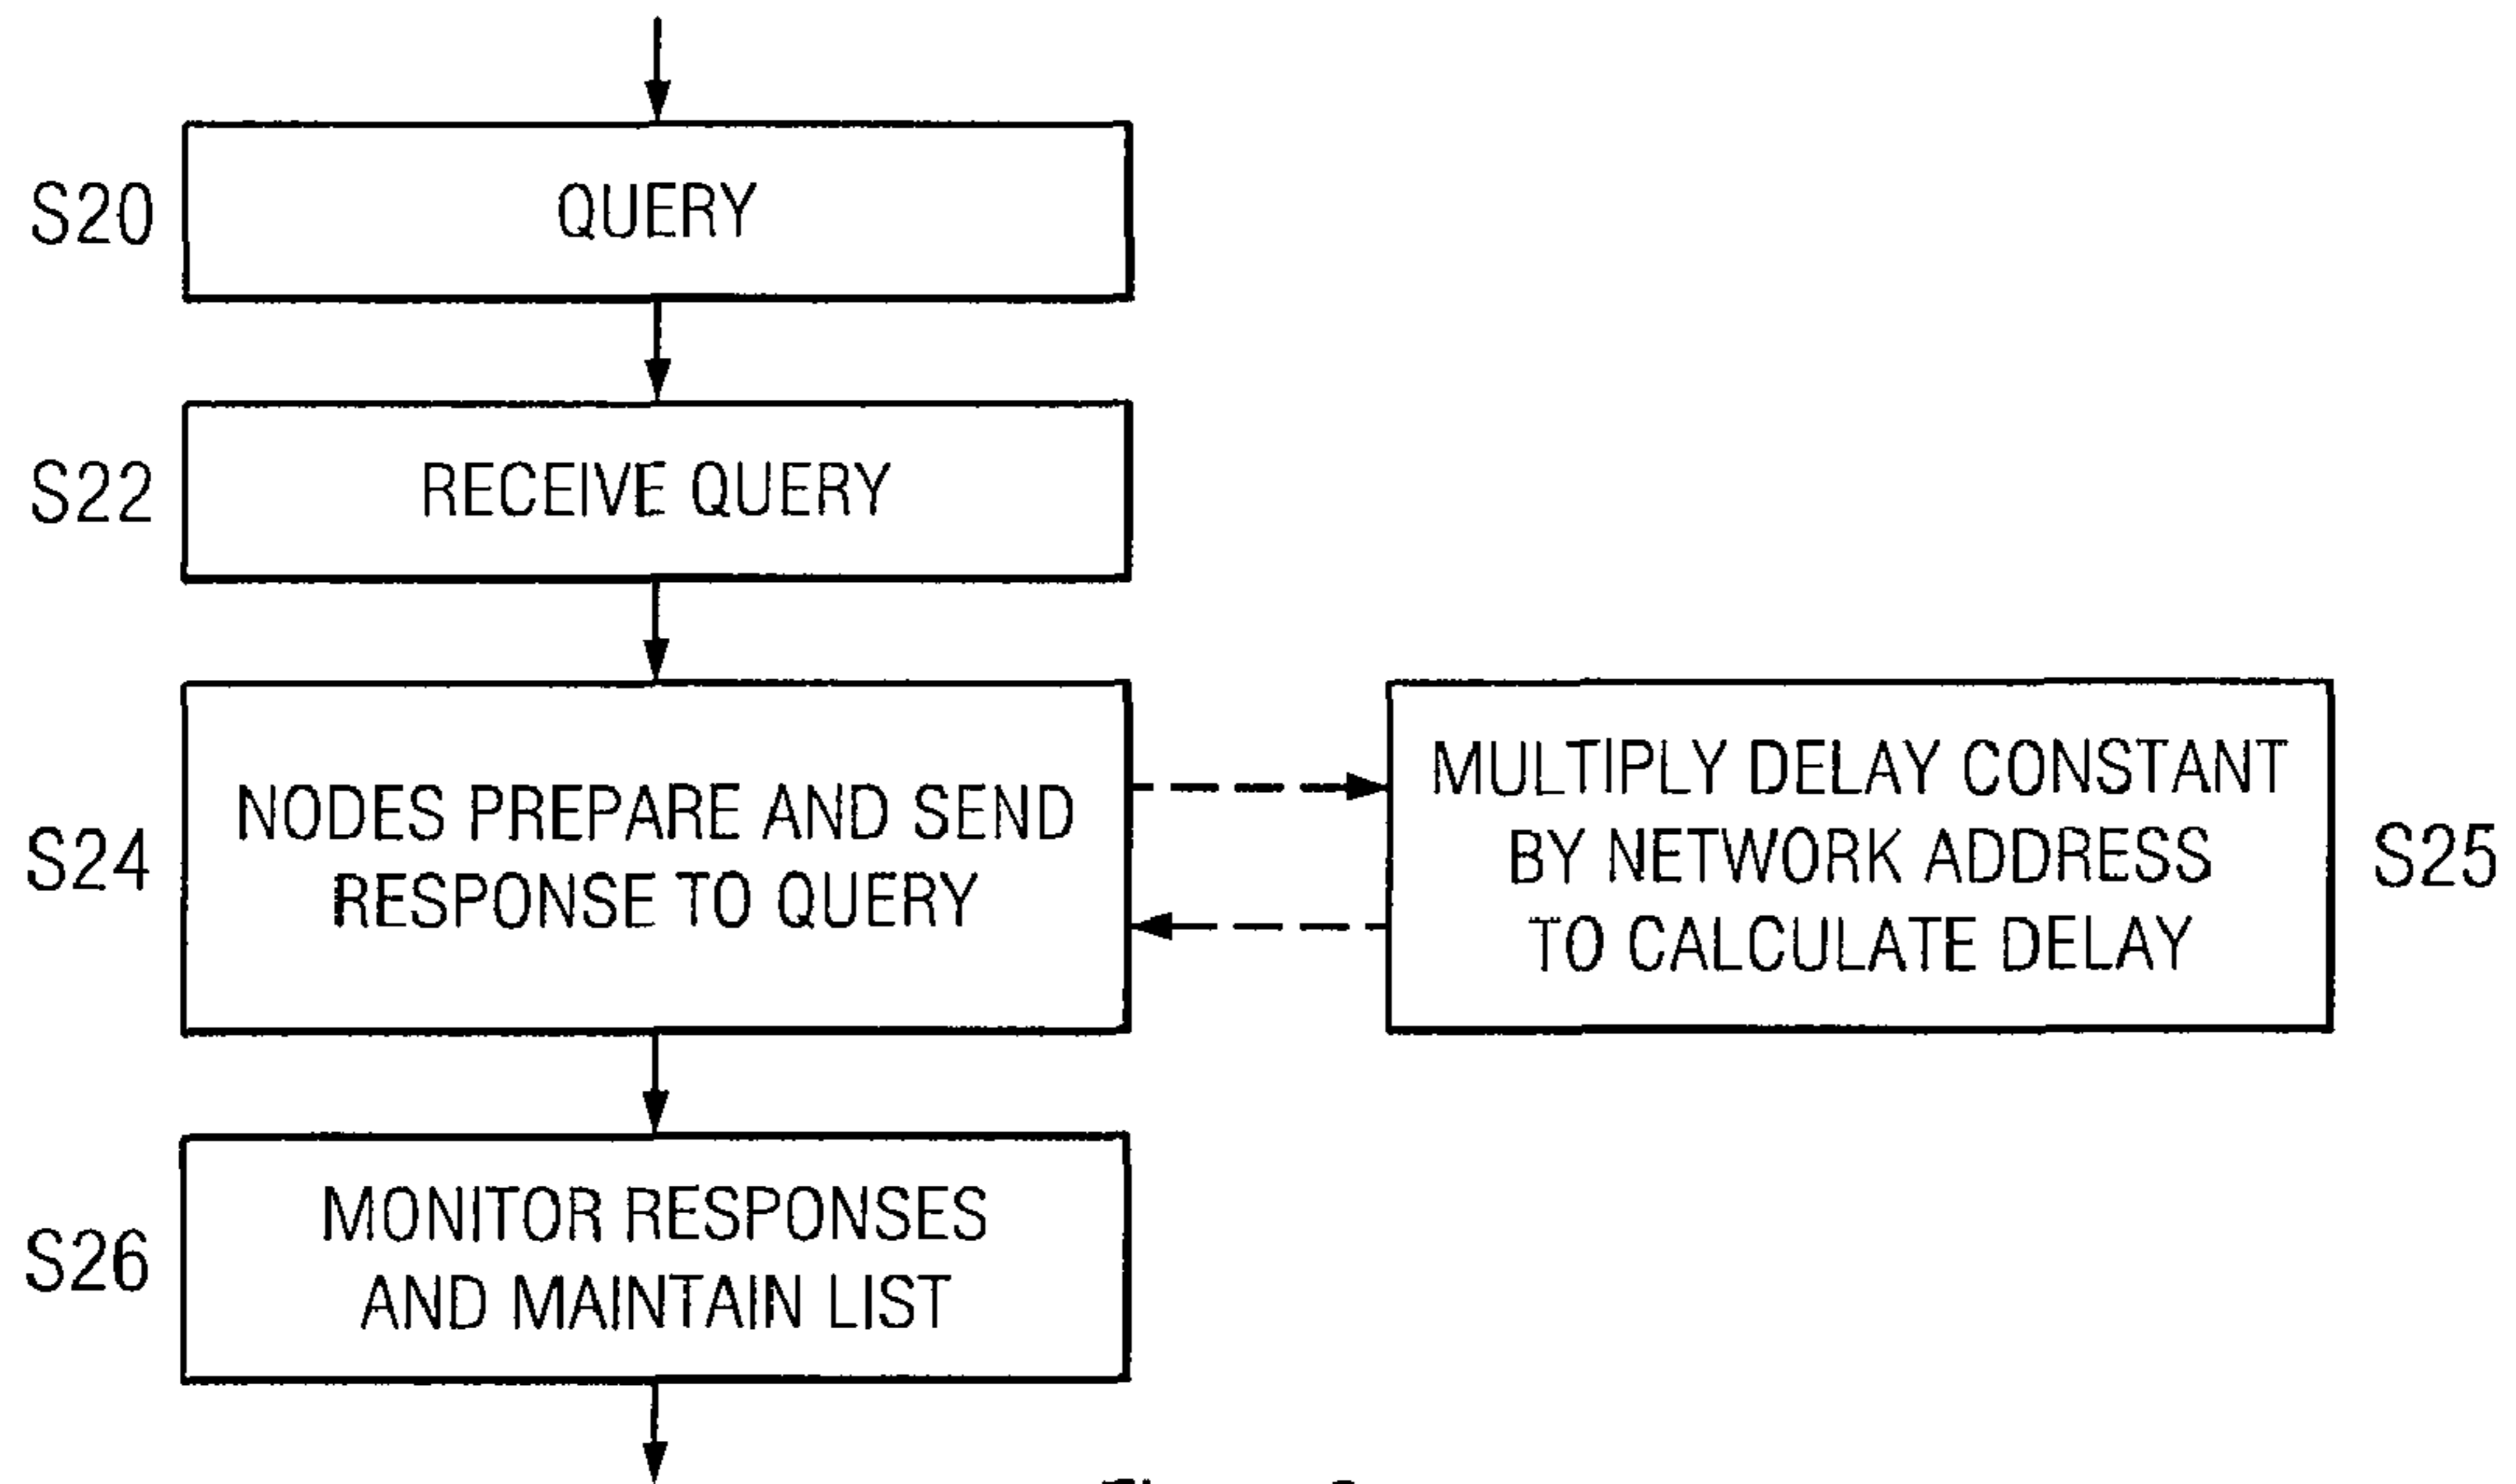 S20
QUERY
S22
RECEIVE QUERY
S24
NODES PREPARE AND SEND
RESPONSE TO QUERY
MULTIPLY DELAY CONSTANT
BY NETWORK ADDRESS
TO CALCULATE DELAY
S25
S26
MONITOR RESPONSES
AND MAINTAIN LIST